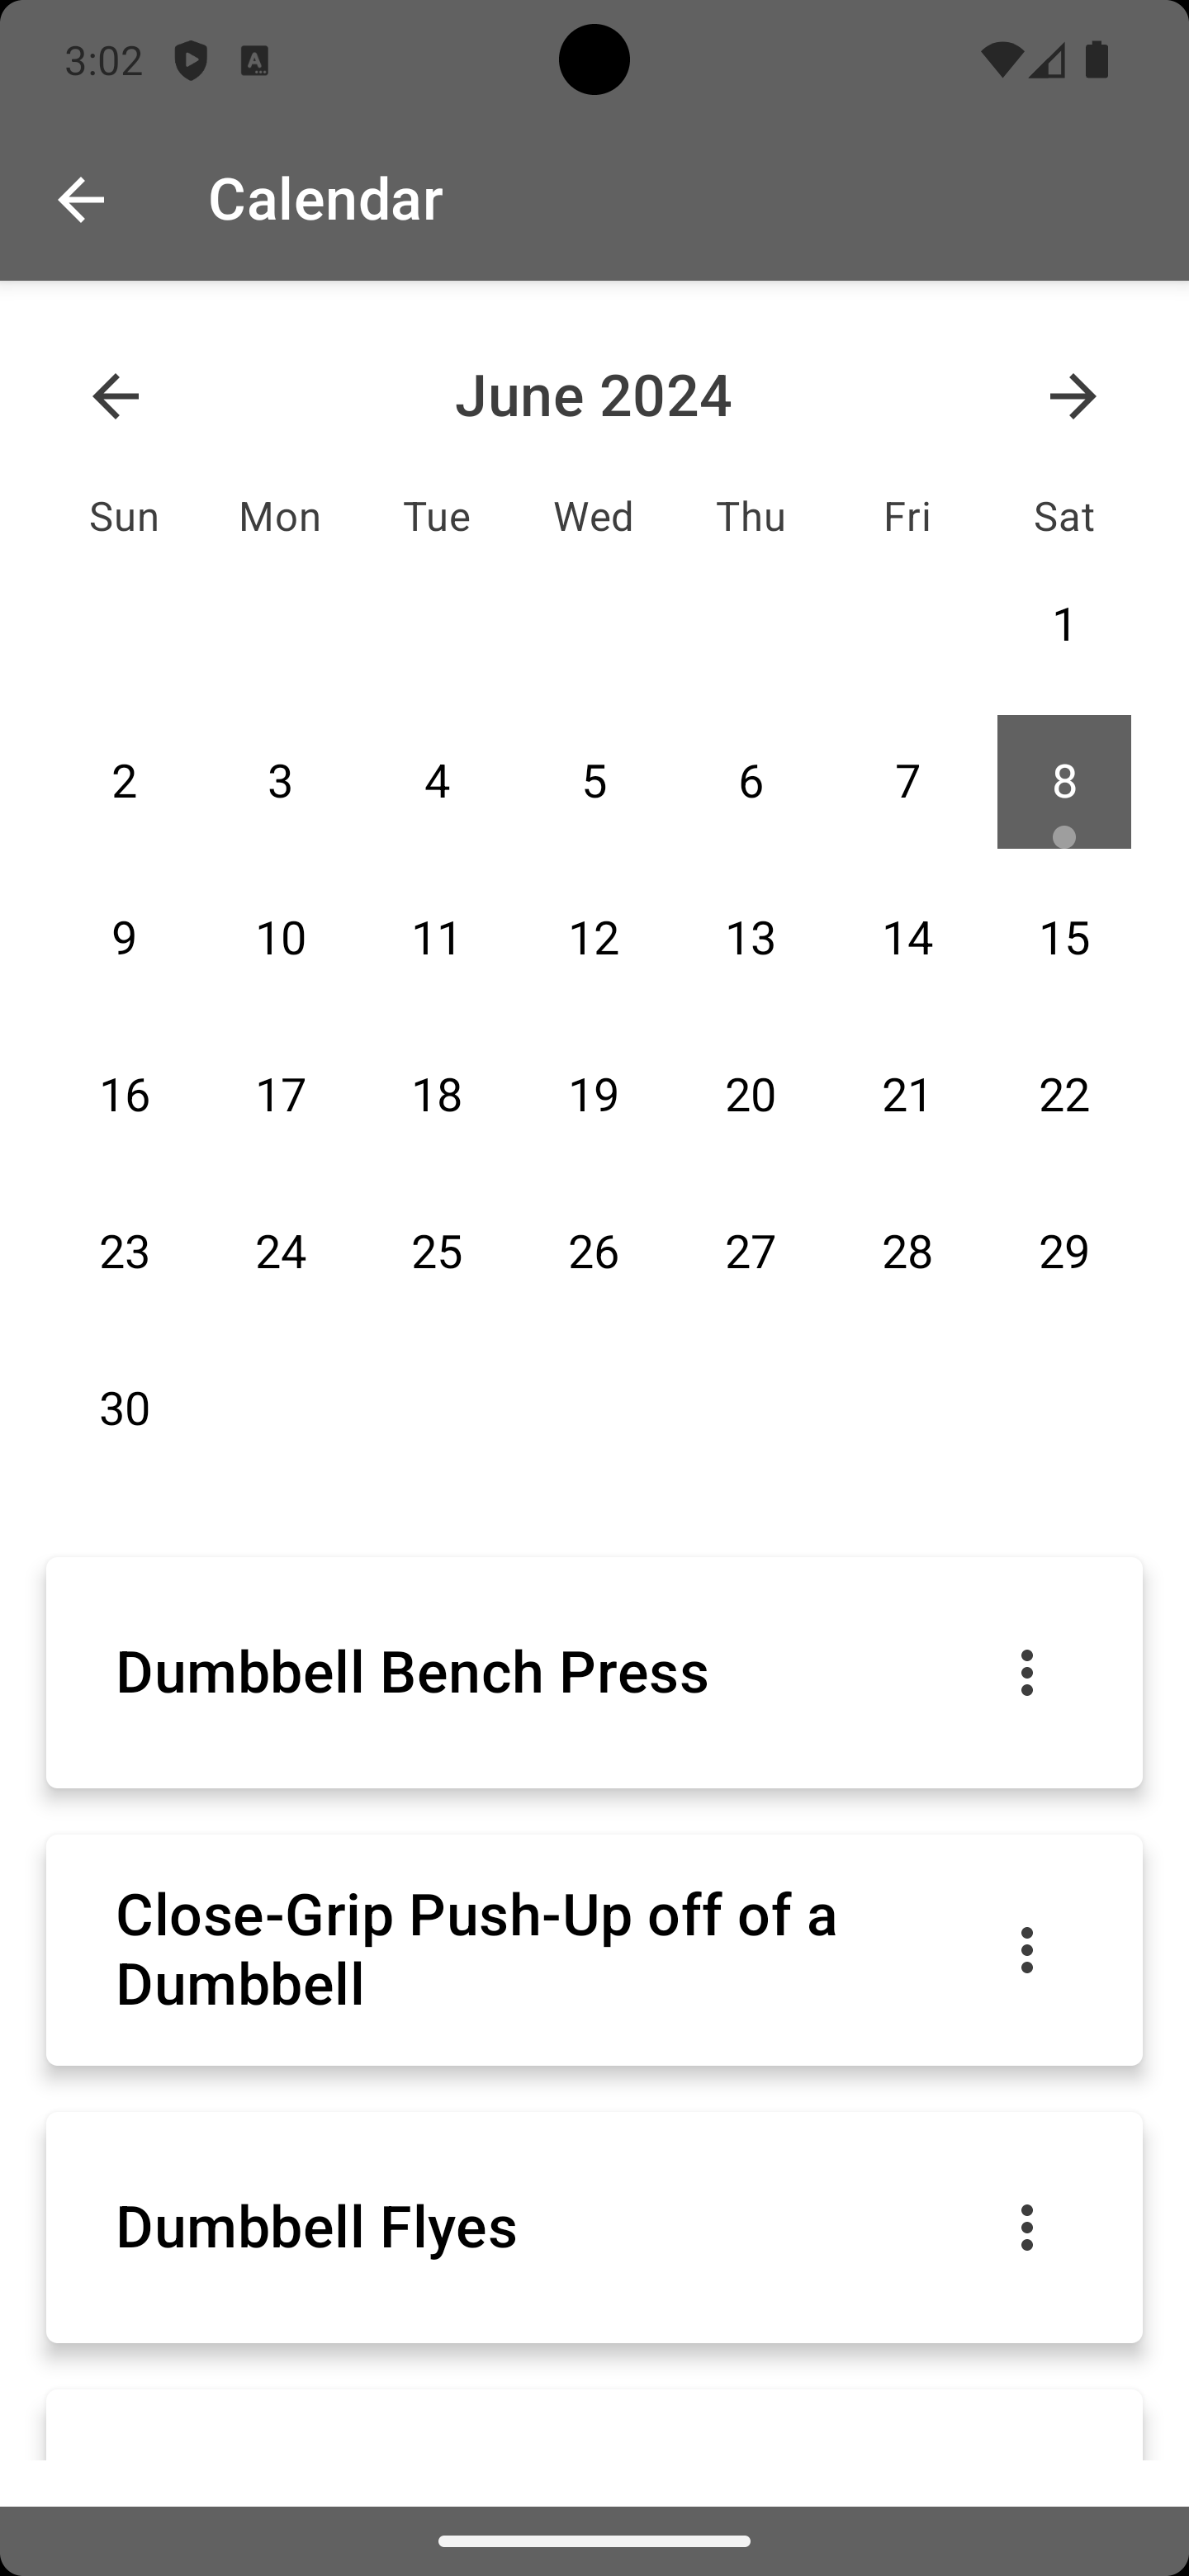 3:02
Calendar
June 2024
Sun Mon Tue Wed Thu Fri Sat
1
2 3 4 5 6 7 8
9 10 11 12 13 14 15
16 17 18 19 20 21 22
23 24 25 26 27 28 29
30
Dumbbell Bench Press
Close-Grip Push-Up off of a
Dumbbell
Dumbbell Flyes